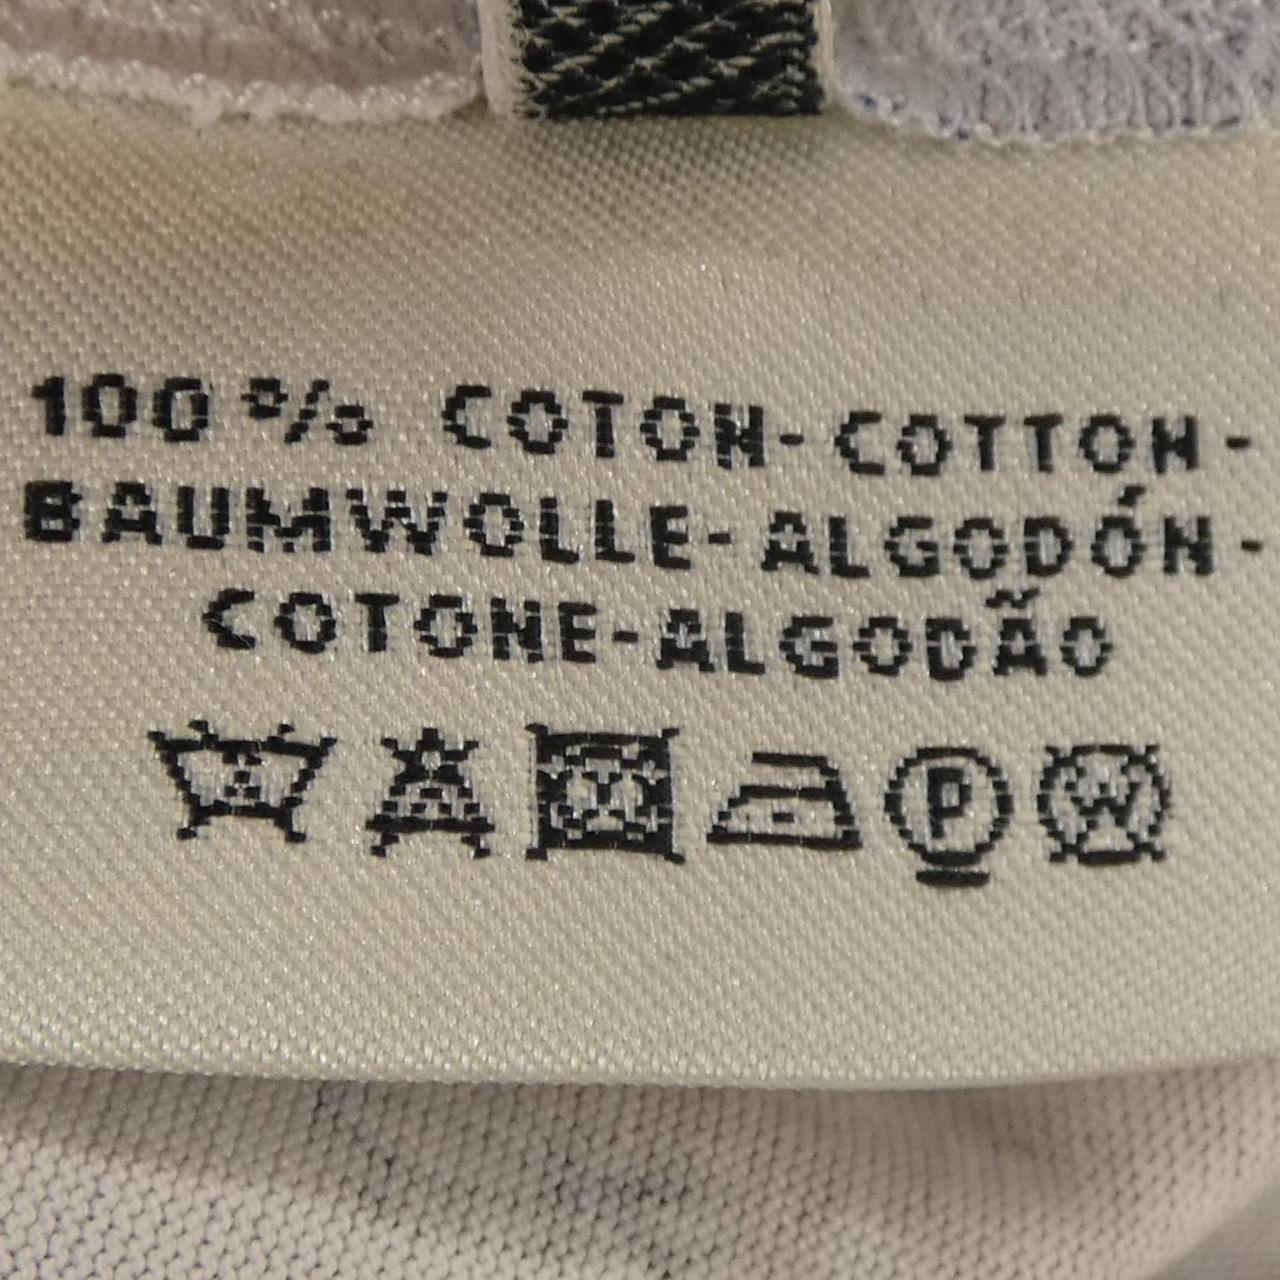 100% COTON-COTTON-
BAUMWOLLE-ALGODÓN-
COTONE-ALGODÃO
P W